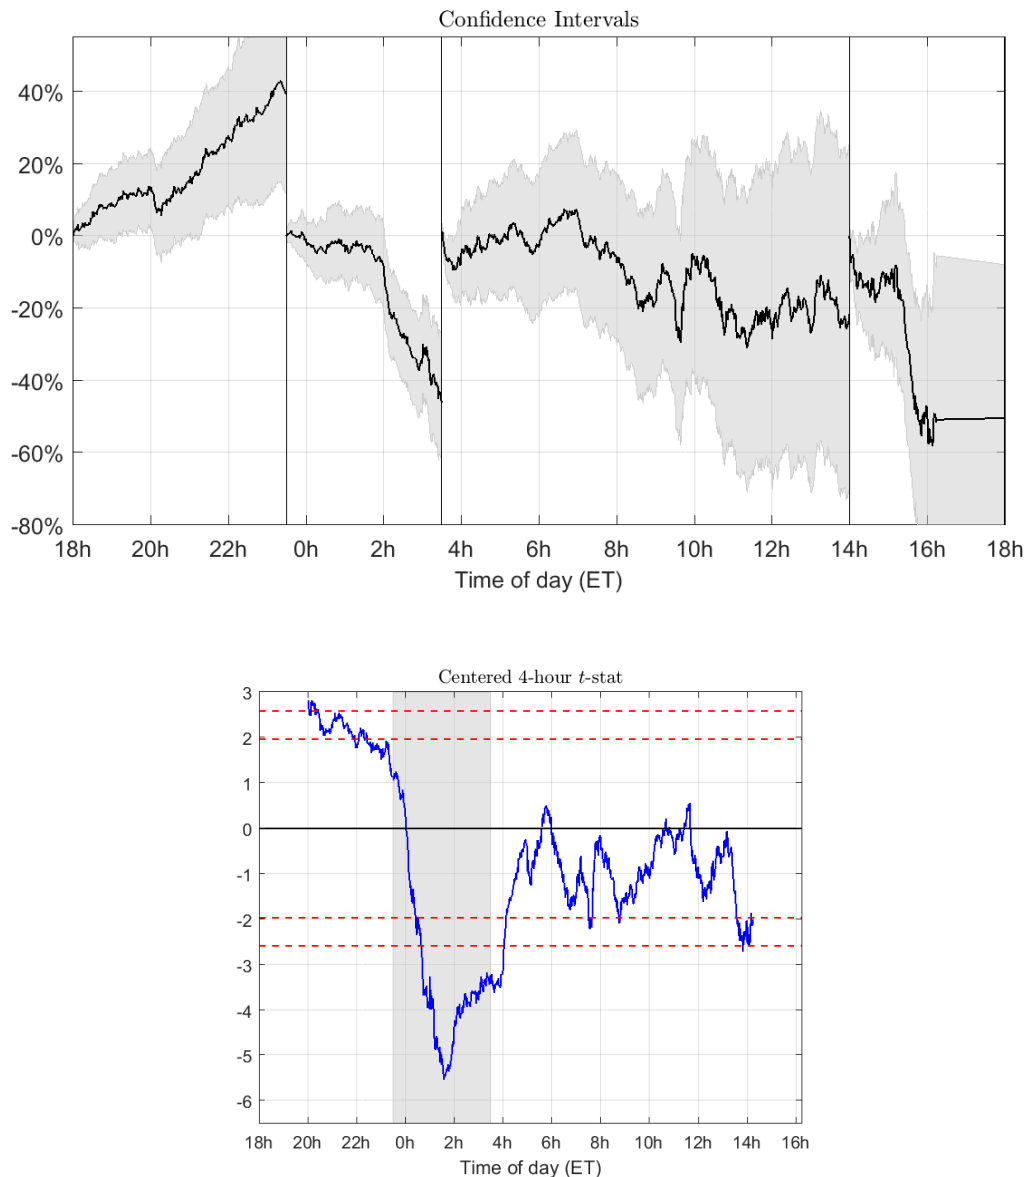 Confidence Intervals
40%
20%
0%
-20%
-40%
-60%
-80%
18h 20h 22h 0h 2h 4h 6h 8h 10h 12h 14h 16h 18h
Time of day (ET)
Centered 4-hour t-stat
3
2
1
0
-1
-2
-3
-4
-5
-6
18h 20h 22h 0h 2h 4h 6h 8h 10h 12h 14h 16h
Time of day (ET)